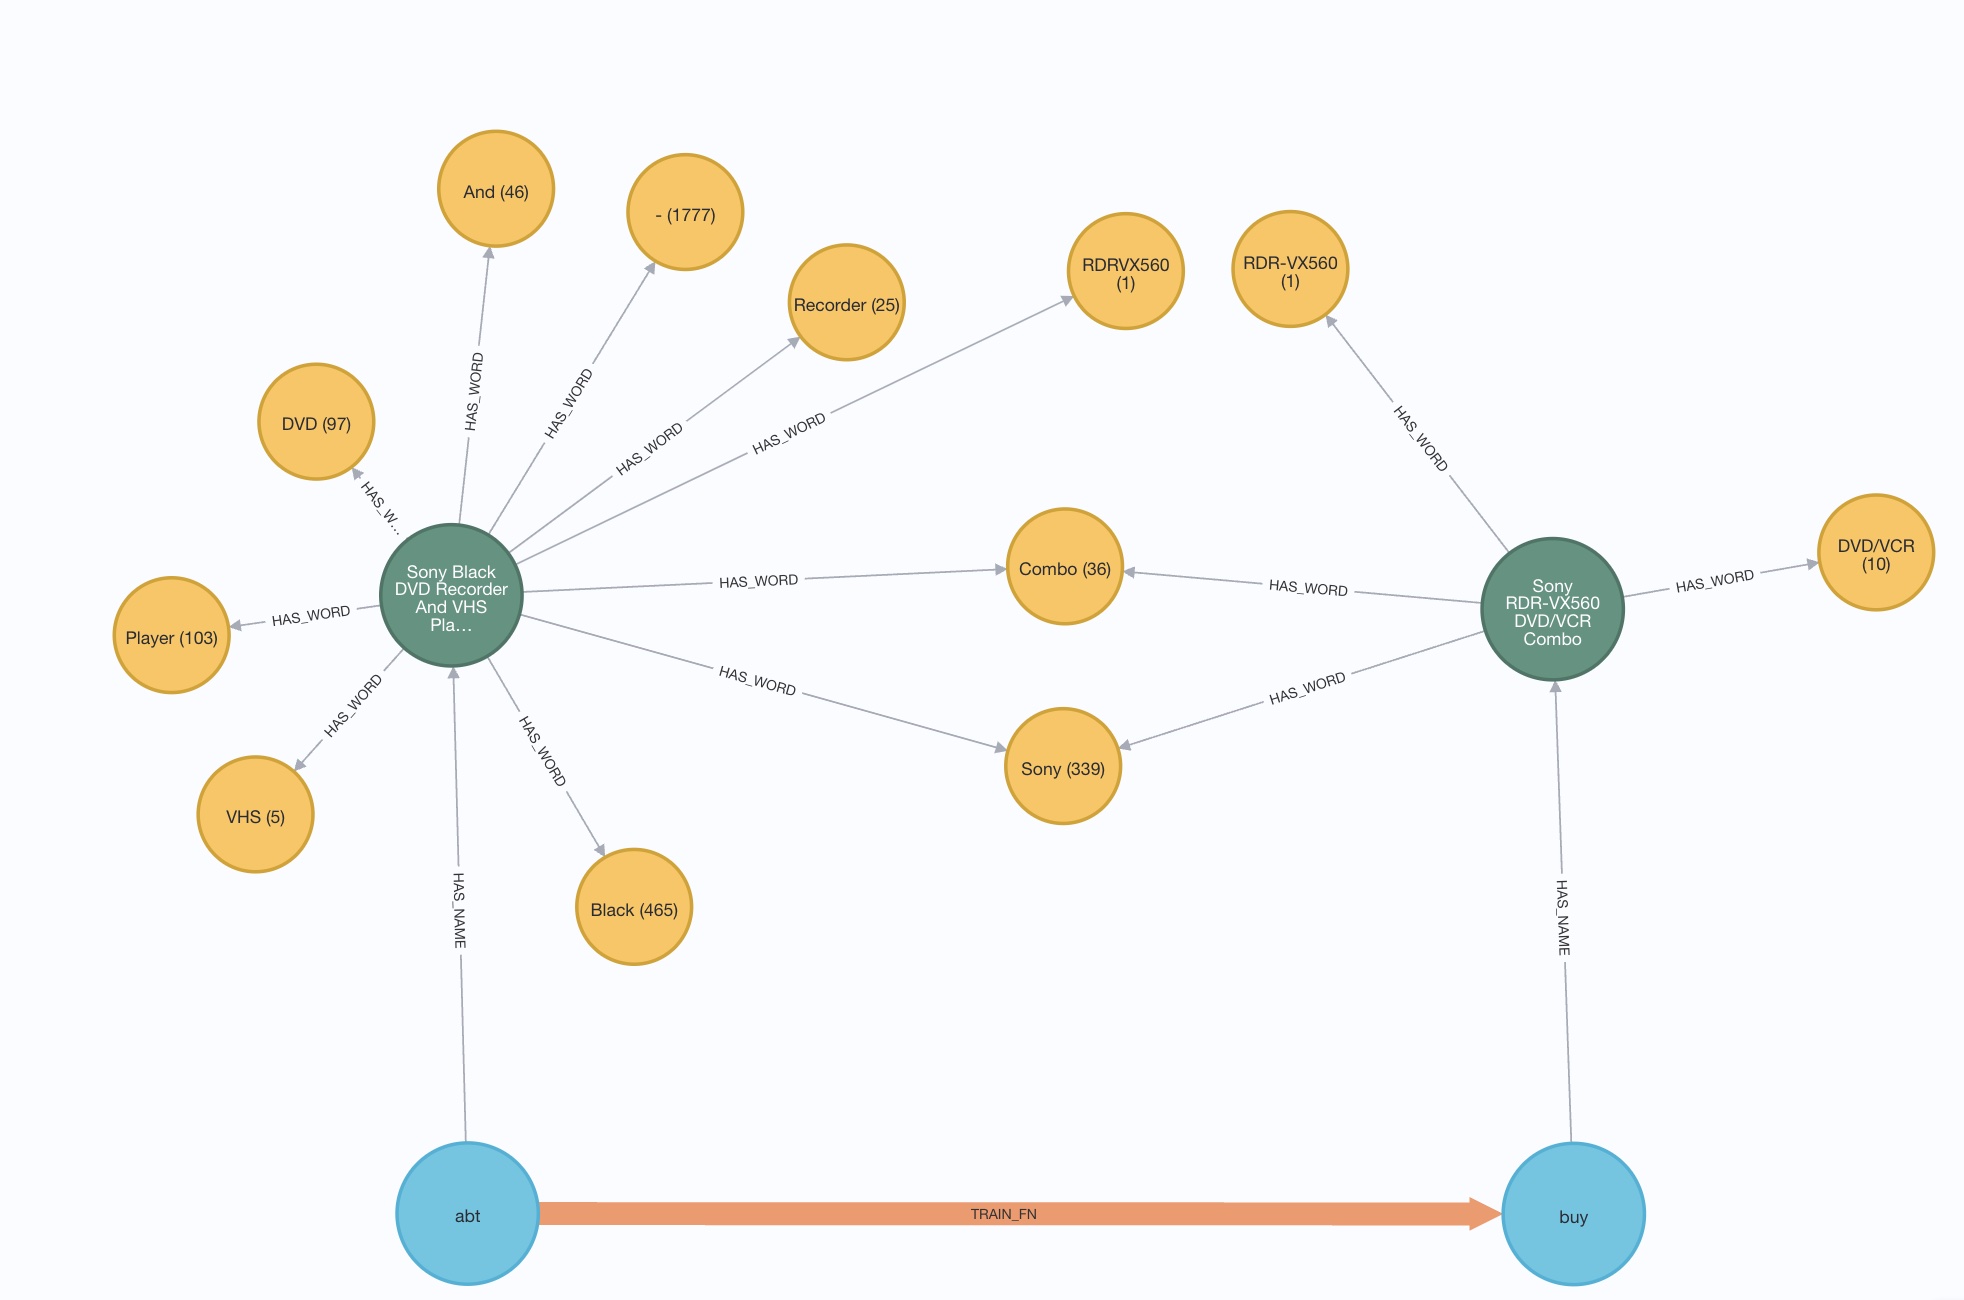 And (46)
- (1777)
Recorder (25)
RDRVX560
(1)
RDR-VX560
(1)
DVD (97)
HAS_WORD
HAS_WORD
HAS_WORD
HAS_WORD
HAS_WORD
HAS_W...
Combo (36)
DVD/VCR
(10)
Sony Black
DVD Recorder
And VHS
Pla...
HAS_WORD
HAS_WORD
HAS_WORD
Sony
RDR-VX560
DVD/VCR
Combo
Player (103)
HAS_WORD
HAS_WORD
HAS_WORD
HAS_WORD
HAS_WORD
Sony (339)
VHS (5)
Black (465)
HAS_NAME
HAS_NAME
abt
TRAIN_FN
buy